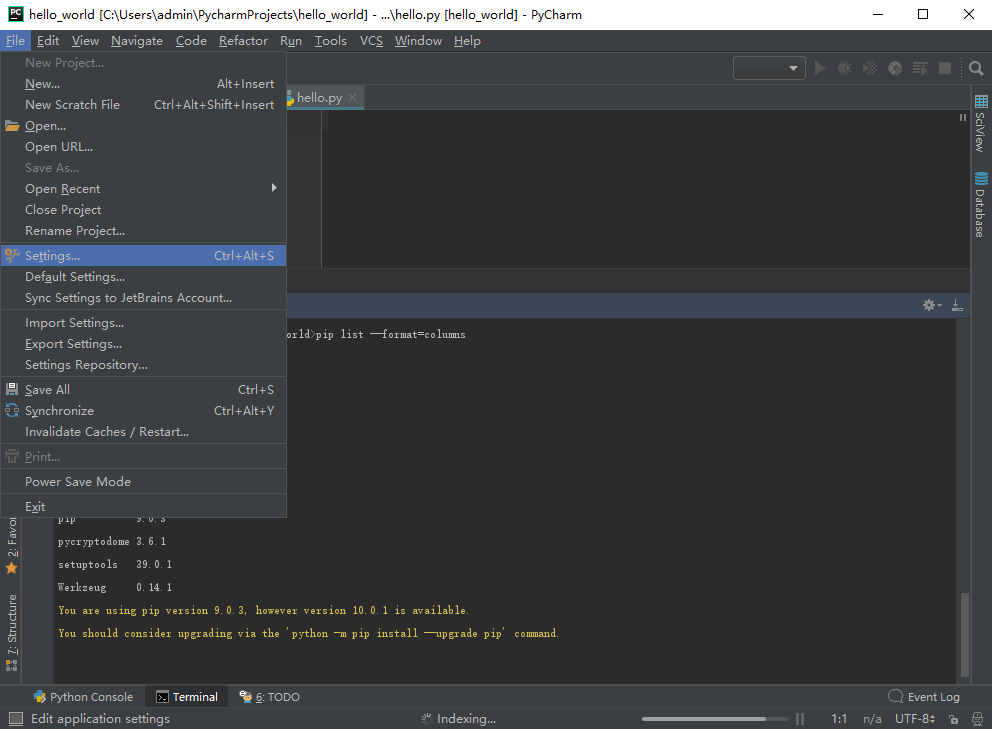 hello_world [C:\Users\admin\PycharmProjects\hello_world] - ...\hello.py [hello_world] - PyCharm
File Edit View Navigate Code Refactor Run Tools VCS Window Help
New Project...
New... Alt+Insert
New Scratch File Ctrl+Alt+Shift+Insert
Open...
Open URL...
Save As...
Open Recent
Close Project
Rename Project...
Settings... Ctrl+Alt+S
Default Settings...
Sync Settings to JetBrains Account...
Import Settings...
Export Settings...
Settings Repository...
Save All Ctrl+S
Synchronize Ctrl+Alt+Y
Invalidate Caches / Restart...
Print...
Power Save Mode
Exit
hello.py
SciView
Database
orld>pip list --format=columns
pip 9.0.3
pycryptodome 3.6.1
setuptools 39.0.1
Werkzeug 0.14.1
You are using pip version 9.0.3, however version 10.0.1 is available.
You should consider upgrading via the 'python -m pip install --upgrade pip' command.
2: Favor
7: Structure
Python Console Terminal 6: TODO Event Log
Edit application settings Indexing... 1:1 n/a UTF-8